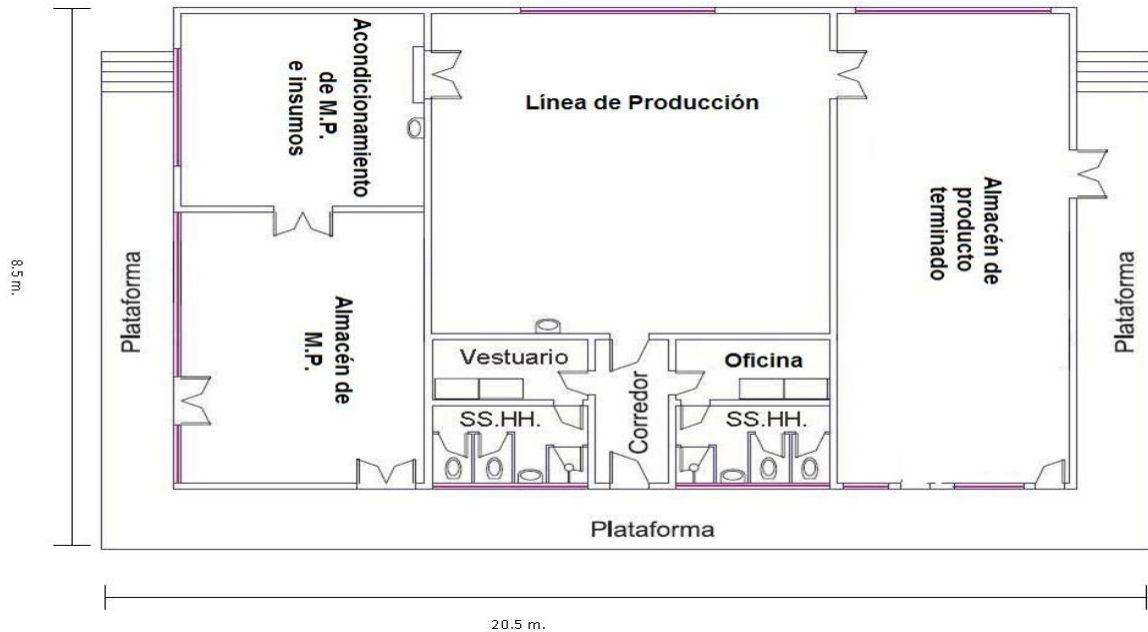 Acondicionamiento
de M.P.
e insumos
Línea de Producción
Almacén de
producto
terminado
8.5 m.
Plataforma
Plataforma
Almacén de
M.P.
Vestuario
Oficina
Corredor
SS.HH.
SS.HH.
Plataforma
20.5 m.